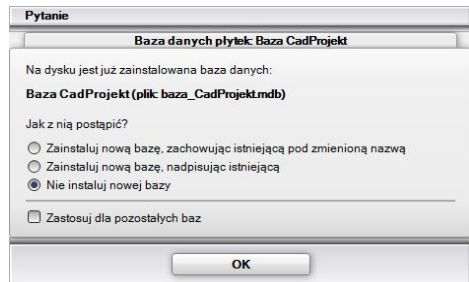 Pytanie
Baza danych płytek: Baza CadProjekt
Na dysku jest już zainstalowana baza danych:
Baza CadProjekt (plik: baza_CadProjekt.mdb)
Jak z nią postąpić?
Zainstaluj nową bazę, zachowując istniejącą pod zmienioną nazwą
Zainstaluj nową bazę, nadpisując istniejącą
Nie instaluj nowej bazy
Zastosuj dla pozostałych baz
OK